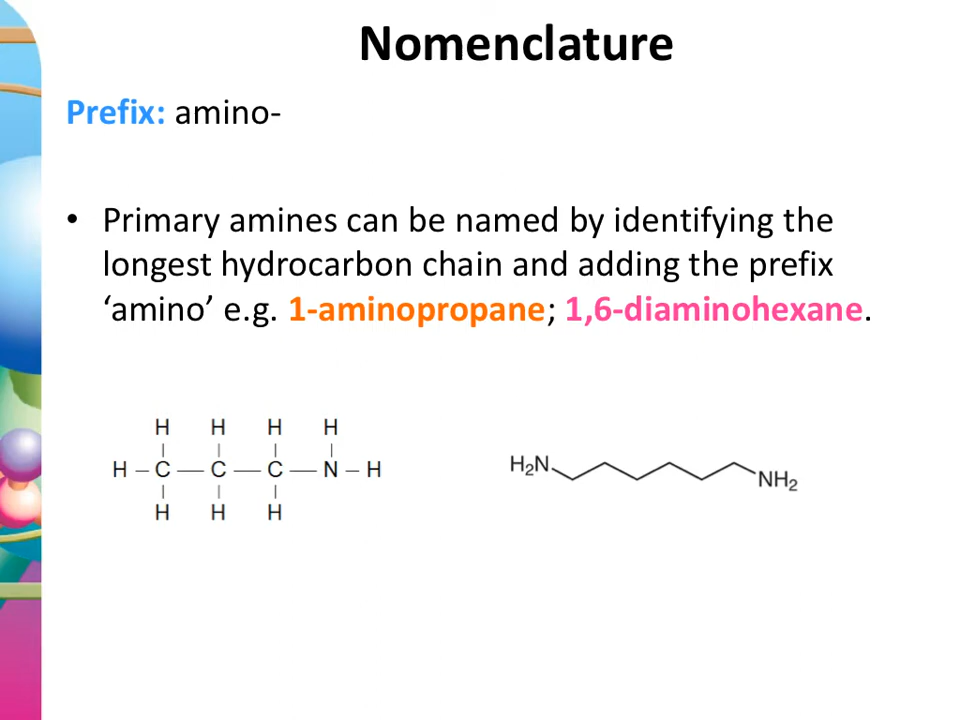 Nomenclature
Prefix: amino-
• Primary amines can be named by identifying the
longest hydrocarbon chain and adding the prefix
‘amino’ e.g. 1-aminopropane; 1,6-diaminohexane.
H H H H
H – C — C — C — N – H
H H H
H₂N
NH₂